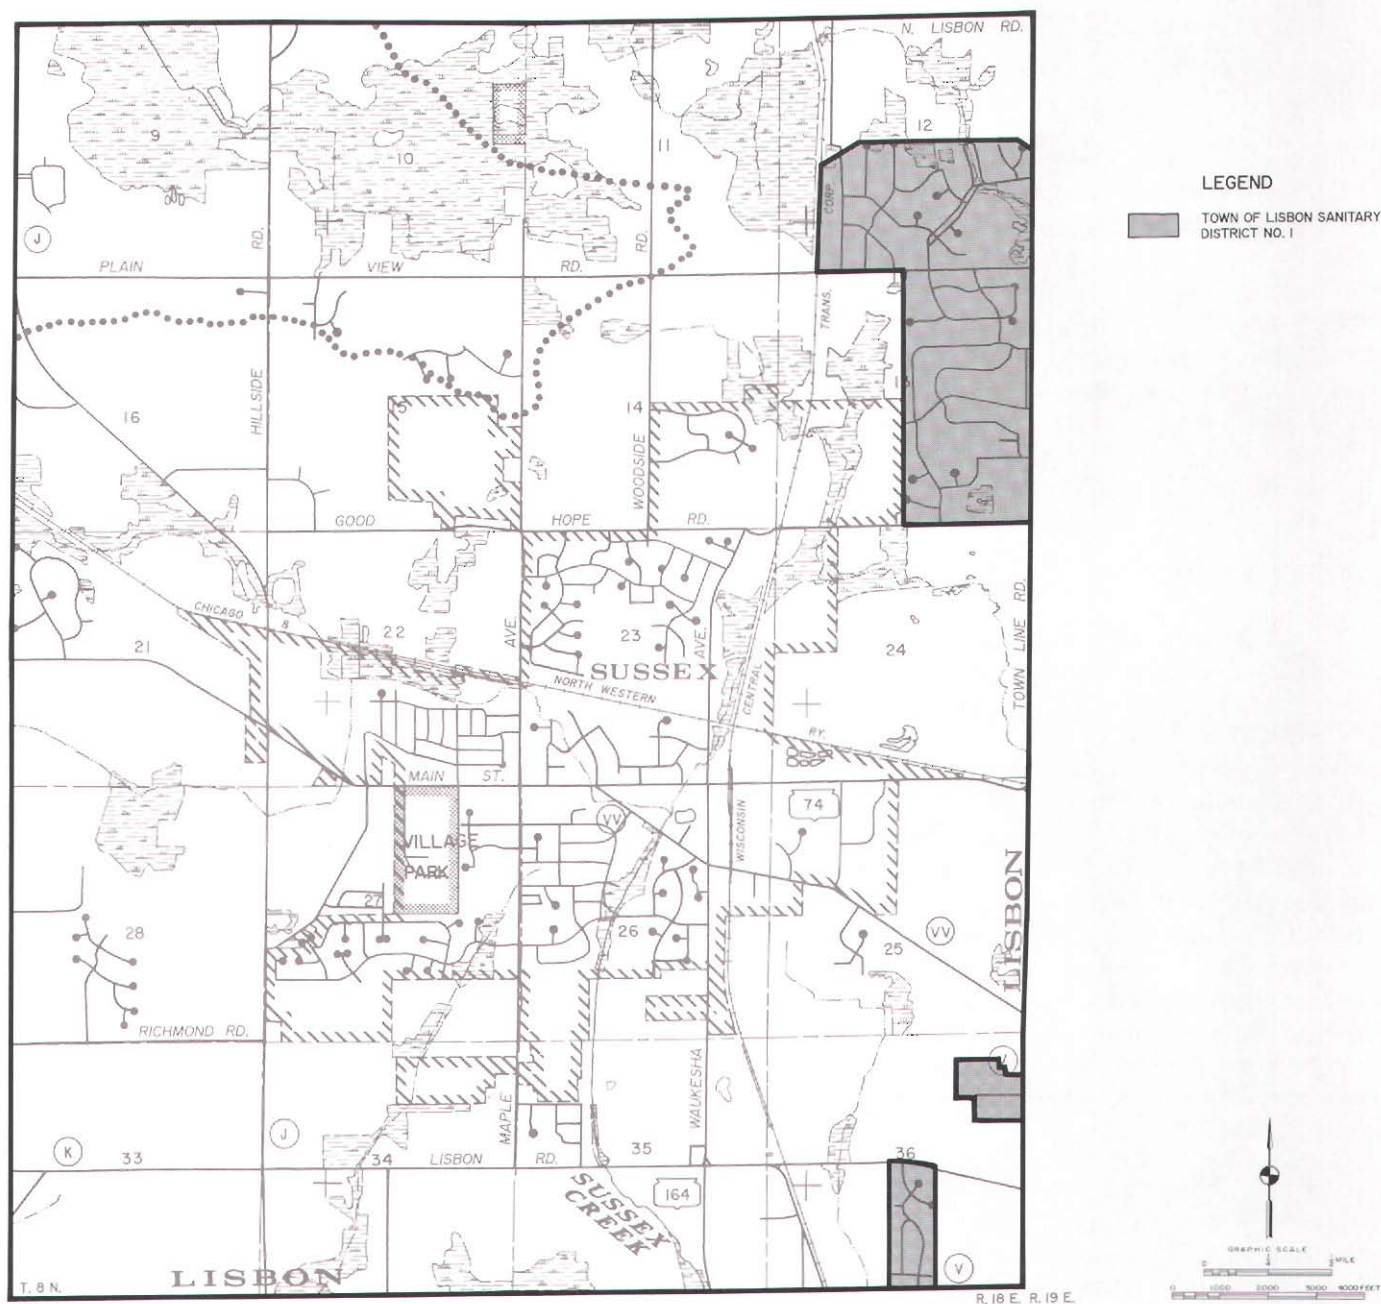 N. LISBON RD.
9
10
11
12
LEGEND
TOWN OF LISBON SANITARY
DISTRICT NO. 1
CORP.
J
RD.
RD.
PLAIN
VIEW
RD.
TRANS.
16
HILLSIDE
15
14
WOODSIDE
GOOD
HOPE
RD.
CHICAGO
&
21
22
AVE.
23
AVE.
24
TOWN LINE RD.
SUSSEX
NORTH WESTERN
CENTRAL
RY.
MAIN ST.
VV
WISCONSIN
74
VILLAGE
PARK
27
28
26
25
VV
LISBON
RICHMOND RD.
WAUKESHA
MAPLE
J
K
33
34
LISBON
RD.
35
36
164
SUSSEX
CREEK
V
LISBON
T. 8 N.
R. 18 E. R. 19 E.
GRAPHIC SCALE
0
MILE
0 1000 2000 3000 4000 FEET